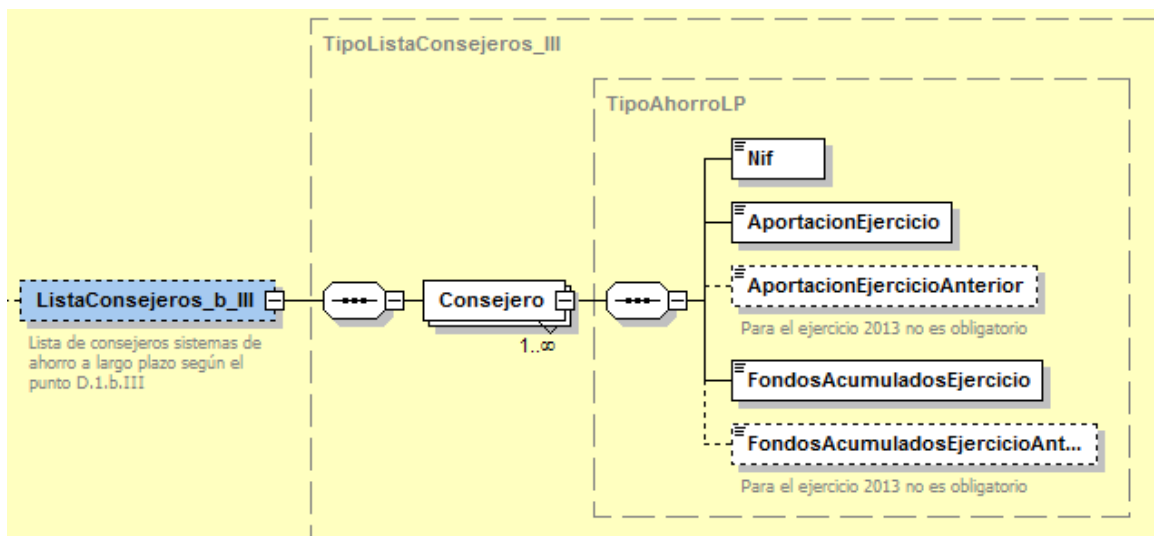 TipoListaConsejeros_III
TipoAhorroLP
Nif
AportacionEjercicio
ListaConsejeros_b_III
Consejero
AportacionEjercicioAnterior
Para el ejercicio 2013 no es obligatorio
1..∞
Lista de consejeros sistemas de
ahorro a largo plazo según el
punto D.1.b.III
FondosAcumuladosEjercicio
FondosAcumuladosEjercicioAnt...
Para el ejercicio 2013 no es obligatorio